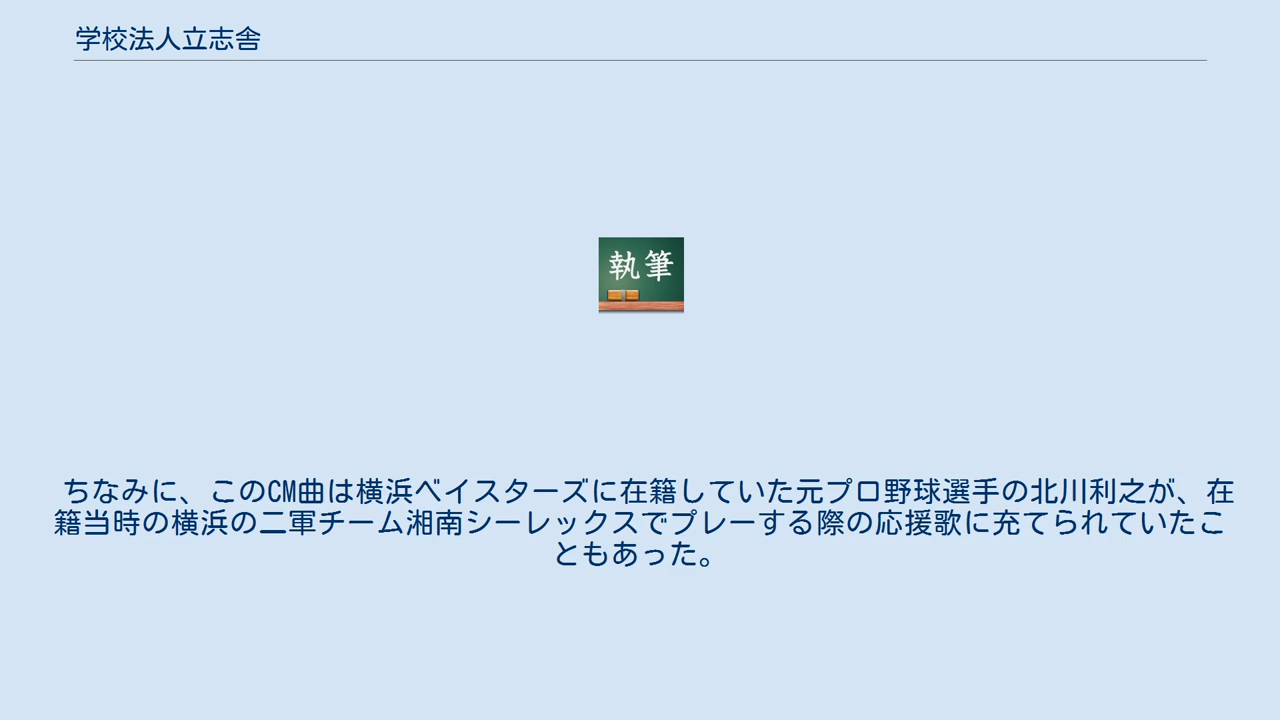 学校法人立志舎
執筆
ちなみに、このCM曲は横浜ベイスターズに在籍していた元プロ野球選手の北川利之が、在
籍当時の横浜の二軍チーム湘南シーレックスでプレーする際の応援歌に充てられていたこ
ともあった。